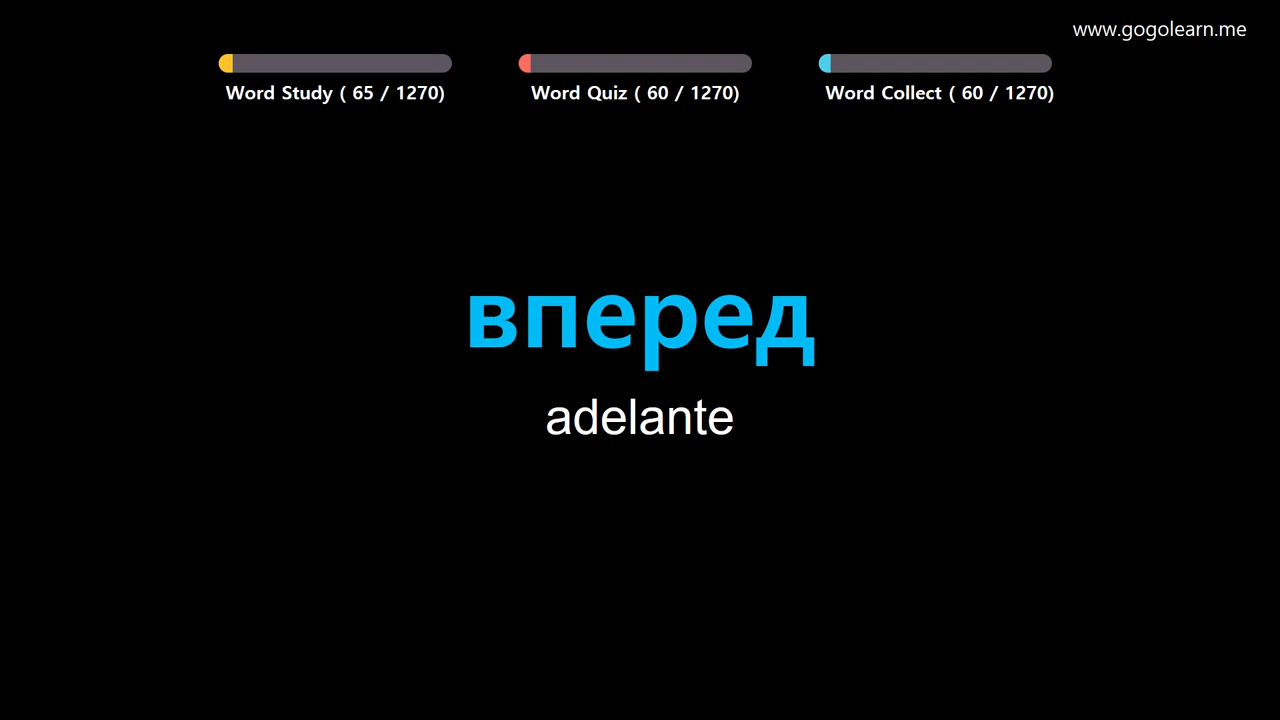 www.gogolearn.me
Word Study ( 65 / 1270)
Word Quiz ( 60 / 1270)
Word Collect ( 60 / 1270)
вперед
adelante